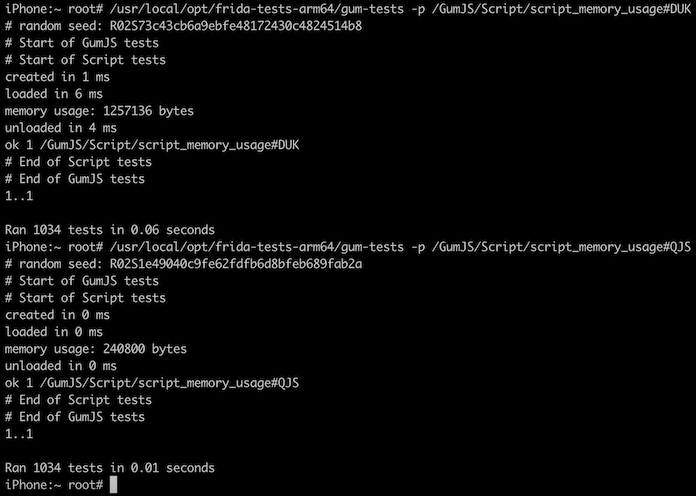 iPhone:~ root# /usr/local/opt/frida-tests-arm64/gum-tests -p /GumJS/Script/script_memory_usage#DUK
# random seed: R02S73c43cb6a9ebfe48172430c4824514b8
# Start of GumJS tests
# Start of Script tests
created in 1 ms
loaded in 6 ms
memory usage: 1257136 bytes
unloaded in 4 ms
ok 1 /GumJS/Script/script_memory_usage#DUK
# End of Script tests
# End of GumJS tests
1..1

Ran 1034 tests in 0.06 seconds
iPhone:~ root# /usr/local/opt/frida-tests-arm64/gum-tests -p /GumJS/Script/script_memory_usage#QJS
# random seed: R02S1e49040c9fe62fdfb6d8bfeb689fab2a
# Start of GumJS tests
# Start of Script tests
created in 0 ms
loaded in 0 ms
memory usage: 240800 bytes
unloaded in 0 ms
ok 1 /GumJS/Script/script_memory_usage#QJS
# End of Script tests
# End of GumJS tests
1..1

Ran 1034 tests in 0.01 seconds
iPhone:~ root#